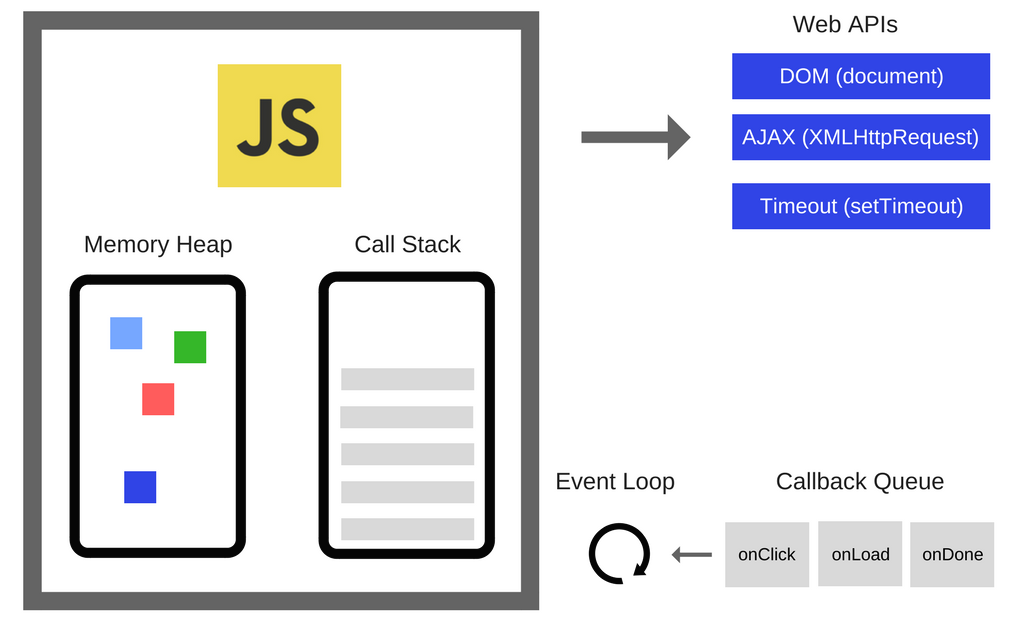 JS
Memory Heap
Call Stack
Web APIs
DOM (document)
AJAX (XMLHttpRequest)
Timeout (setTimeout)
Event Loop
Callback Queue
onClick
onLoad
onDone